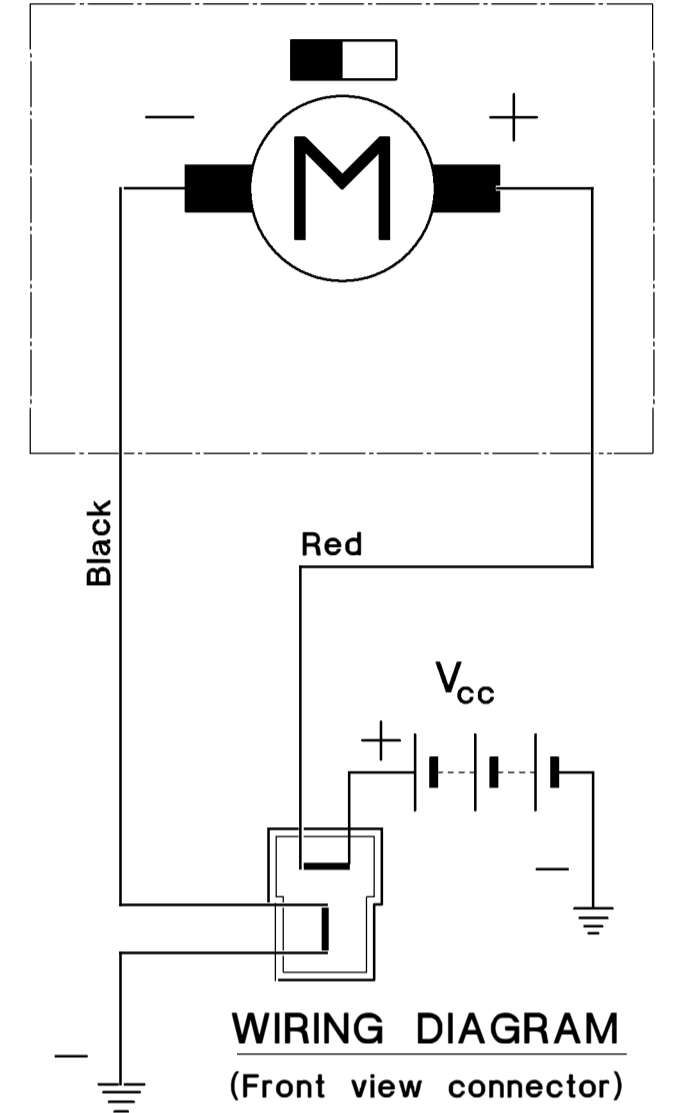 −
+
M
Black
Red
Vcc
+
−
−
WIRING DIAGRAM
(Front view connector)